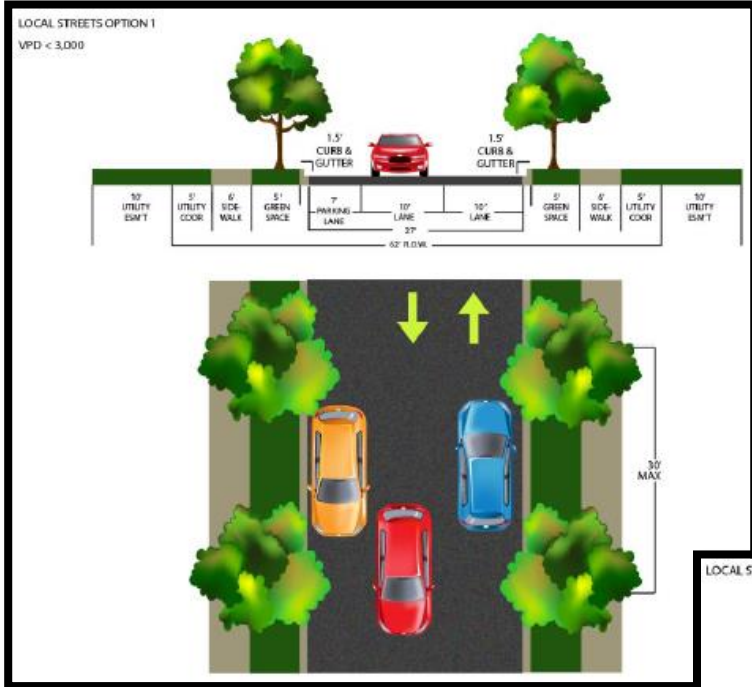 LOCAL STREETS OPTION 1
VPD < 3,000
1.5'
CURB &
GUTTER
1.5'
CURB &
GUTTER
10'
UTILITY
ESM'T
5'
UTILITY
COOR
6'
SIDE-
WALK
5'
GREEN
SPACE
7'
PARKING
LANE
10'
LANE
10'
LANE
5'
GREEN
SPACE
6'
SIDE-
WALK
5'
UTILITY
COOR
10'
UTILITY
ESM'T
27'
62' R.O.W.
30'
MAX
LOCAL S